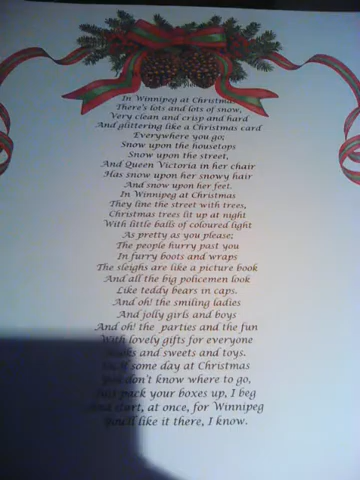 In Winnipeg at Christmas
There's lots and lots of snow,
Very clean and crisp and hard
And glittering like a Christmas card
Everywhere you go;
Snow upon the housetops
Snow upon the street,
And Queen Victoria in her chair
Has snow upon her snowy hair
And snow upon her feet.
In Winnipeg at Christmas
They line the street with trees,
Christmas trees lit up at night
With little balls of coloured light
As pretty as you please;
The people hurry past you
In furry boots and wraps
The sleighs are like a picture book
And all the big policemen look
Like teddy bears in caps.
And oh! the smiling ladies
And jolly girls and boys
And oh! the parties and the fun
With lovely gifts for everyone
and sweets and toys.
if some day at Christmas
You don't know where to go,
Just pack your boxes up, I beg
And start, at once, for Winnipeg
You'll like it there, I know.